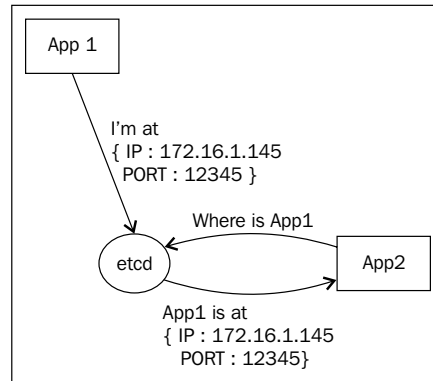 App 1
I'm at
{ IP : 172.16.1.145
PORT : 12345 }
Where is App1
etcd
App2
App1 is at
{ IP : 172.16.1.145
PORT : 12345}